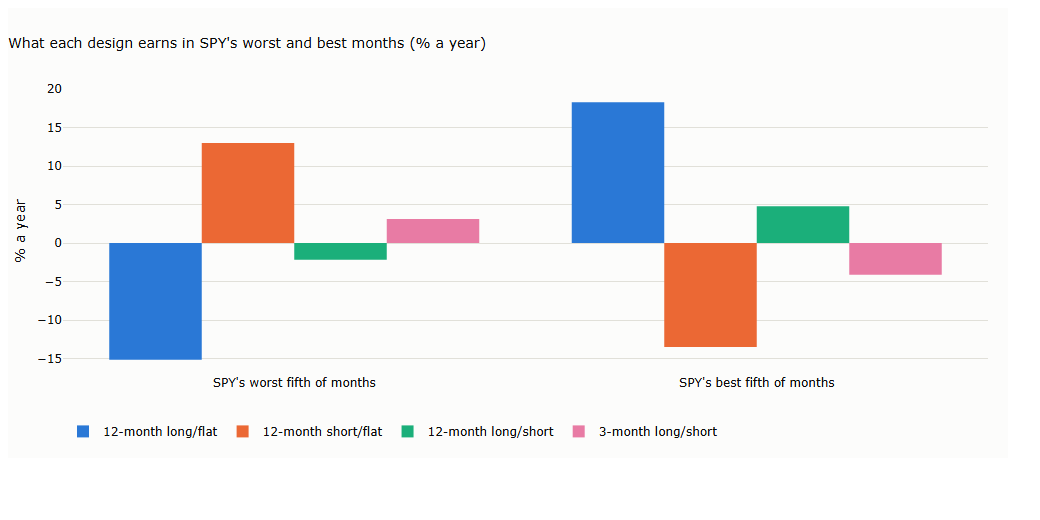 What each design earns in SPY's worst and best months (% a year)
20
15
10
5
0
−5
−10
−15
% a year
SPY's worst fifth of months
SPY's best fifth of months
12-month long/flat
12-month short/flat
12-month long/short
3-month long/short